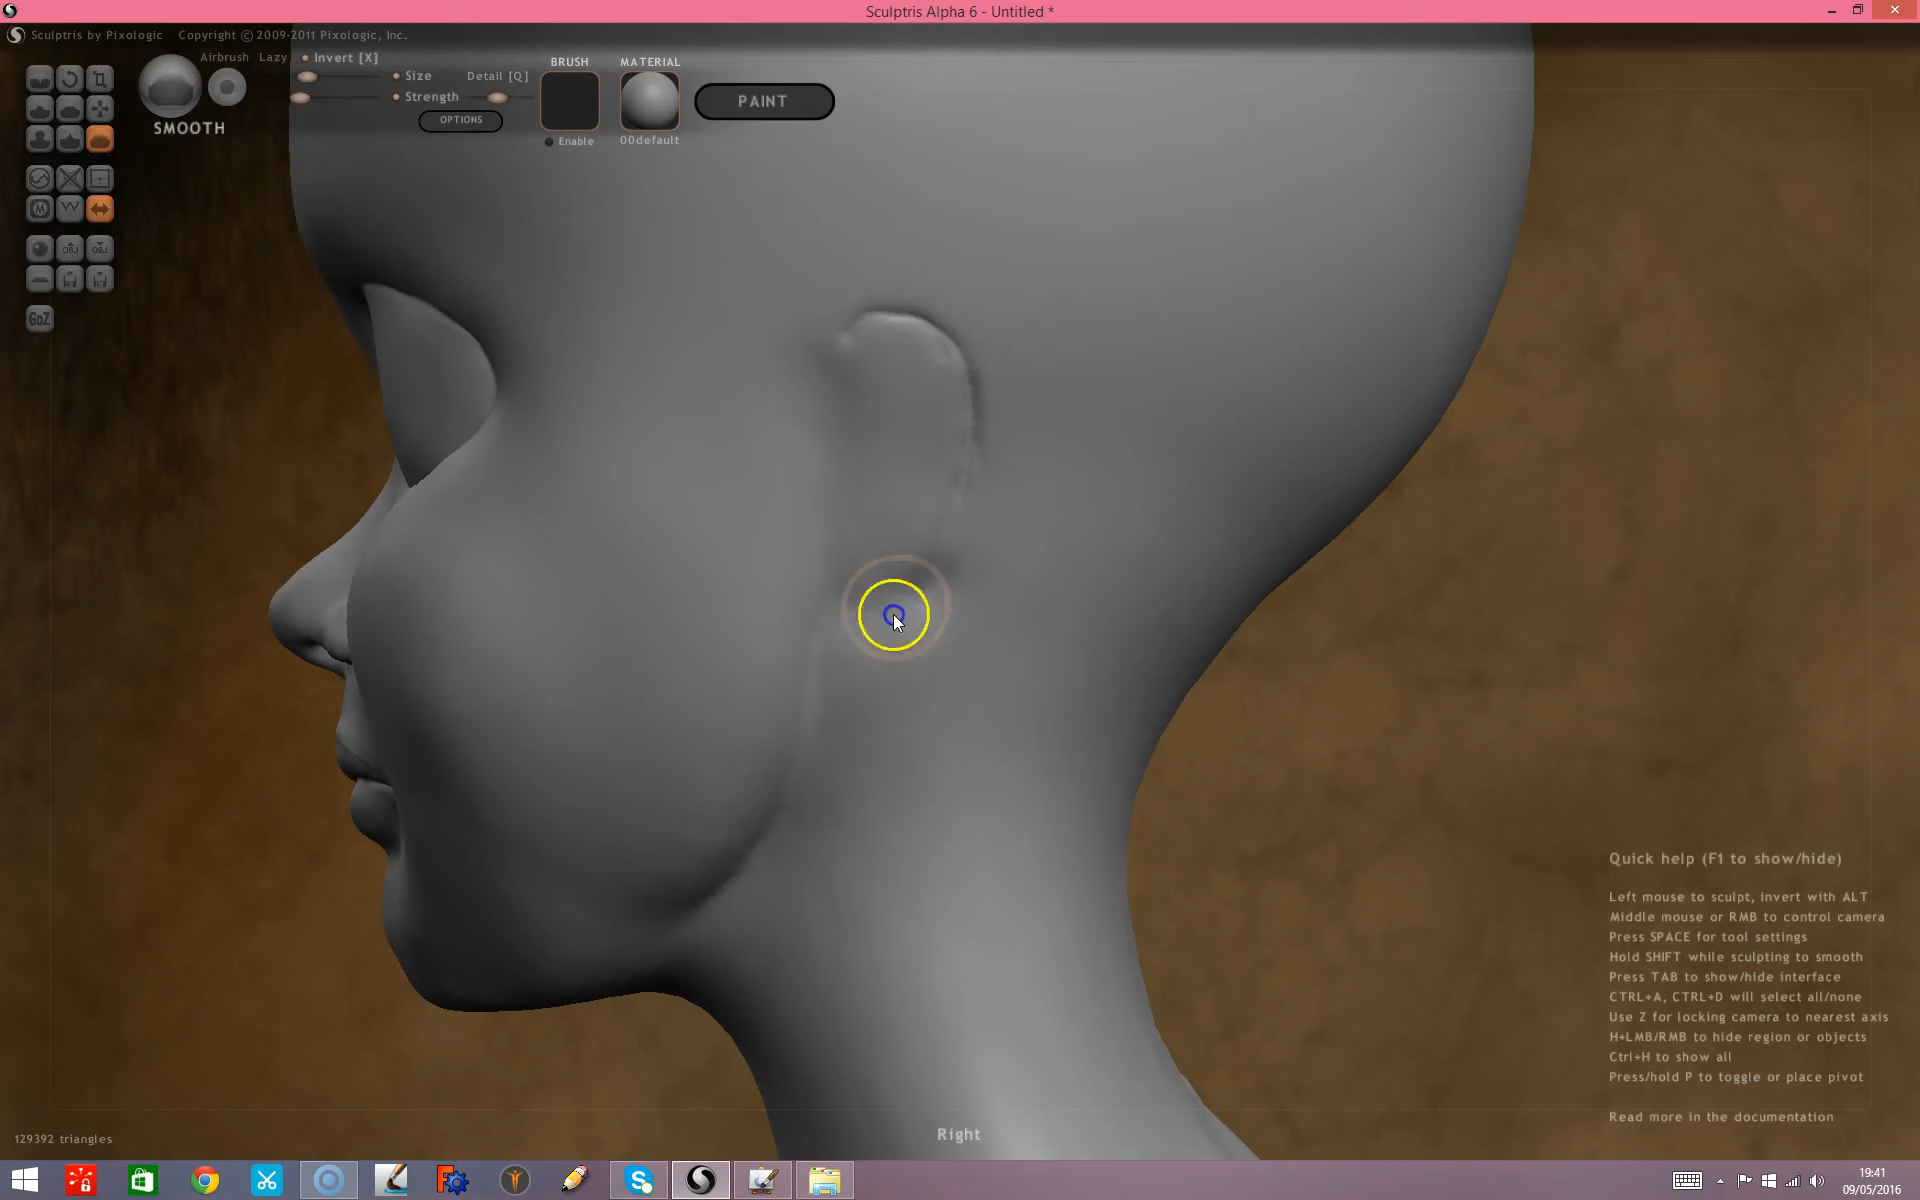 Sculptris Alpha 6 - Untitled *
Sculptris by Pixologic Copyright © 2009-2011 Pixologic, Inc.
Airbrush Lazy Invert [X]
BRUSH MATERIAL
Size Detail [Q]
Strength
PAINT
OPTIONS
SMOOTH
Enable 00default
OBJ OBJ
GoZ
Quick help (F1 to show/hide)
Left mouse to sculpt, invert with ALT
Middle mouse or RMB to control camera
Press SPACE for tool settings
Hold SHIFT while sculpting to smooth
Press TAB to show/hide interface
CTRL+A, CTRL+D will select all/none
Use Z for locking camera to nearest axis
H+LMB/RMB to hide region or objects
Ctrl+H to show all
Press/hold P to toggle or place pivot
Read more in the documentation
Right
129392 triangles
19:41
09/05/2016